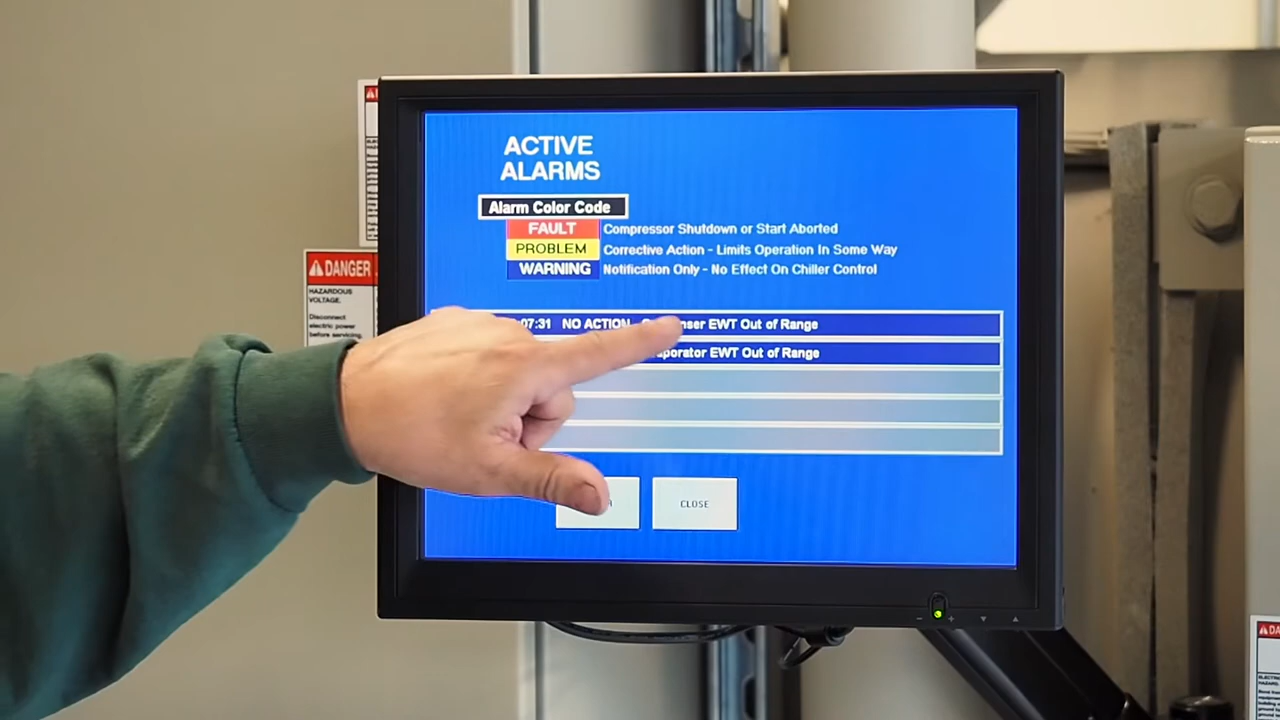 ACTIVE
ALARMS
Alarm Color Code
FAULT Compressor Shutdown or Start Aborted
PROBLEM Corrective Action - Limits Operation In Some Way
WARNING Notification Only - No Effect On Chiller Control
DANGER
HAZARDOUS
VOLTAGE.
Disconnect
electric power
before servicing.
07:31 NO ACTION - EWT Out of Range
EWT Out of Range
CLOSE